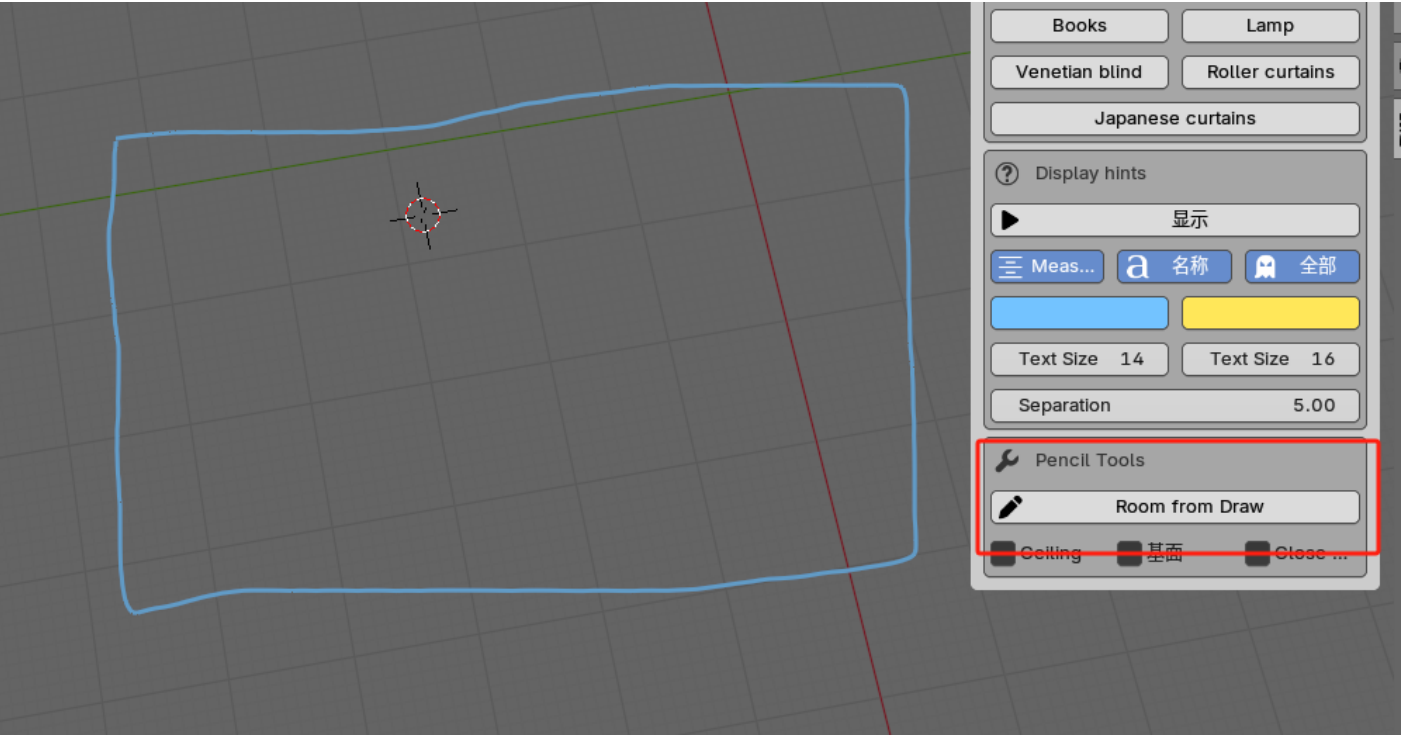 Books Lamp
Venetian blind Roller curtains
Japanese curtains
Display hints
显示
Meas... a 名称 全部
Text Size 14 Text Size 16
Separation 5.00
Pencil Tools
Room from Draw
Ceiling 基面 Close ...